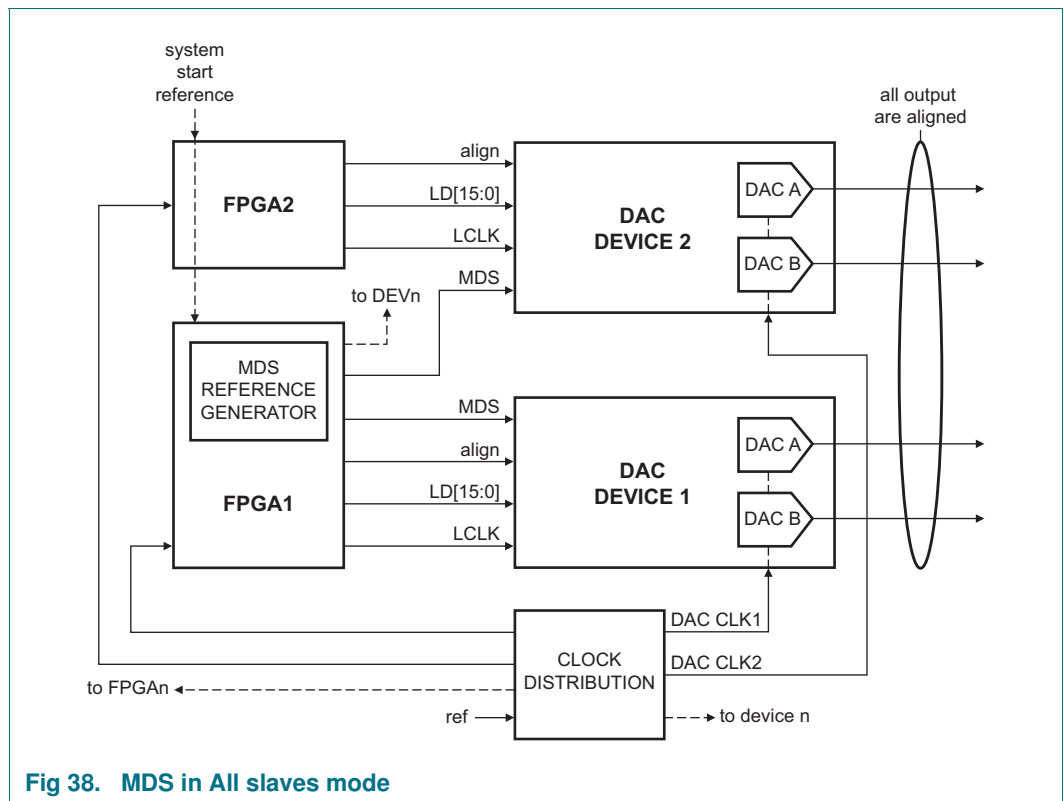 system
start
reference
all output
are aligned
FPGA2
align
LD[15:0]
LCLK
MDS
DAC
DEVICE 2
DAC A
DAC B
to DEVn
MDS
REFERENCE
GENERATOR
FPGA1
MDS
align
LD[15:0]
LCLK
DAC
DEVICE 1
DAC A
DAC B
CLOCK
DISTRIBUTION
DAC CLK1
DAC CLK2
to FPGAn
ref
to device n
Fig 38. MDS in All slaves mode